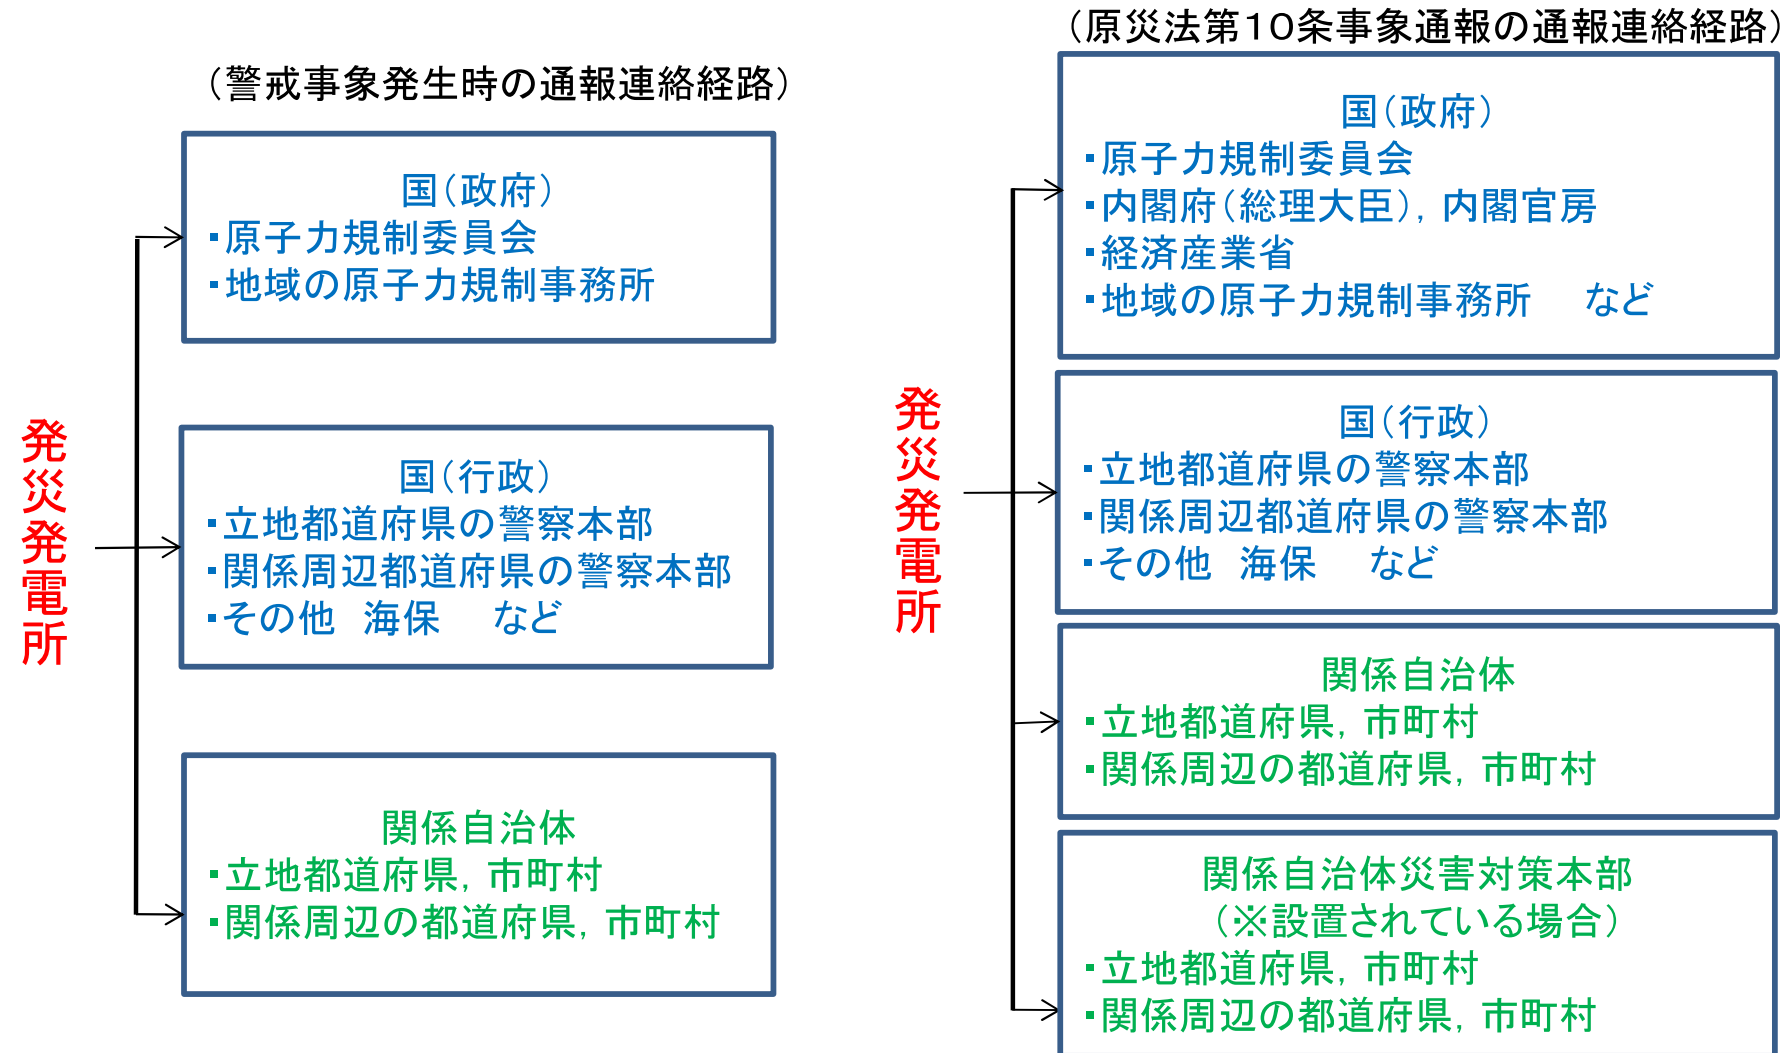 （警戒事象発生時の通報連絡経路）
発災発電所
国（政府）
・原子力規制委員会
・地域の原子力規制事務所
国（行政）
・立地都道府県の警察本部
・関係周辺都道府県の警察本部
・その他　海保　など
関係自治体
・立地都道府県，市町村
・関係周辺の都道府県，市町村
（原災法第１０条事象通報の通報連絡経路）
発災発電所
国（政府）
・原子力規制委員会
・内閣府（総理大臣），内閣官房
・経済産業省
・地域の原子力規制事務所　など
国（行政）
・立地都道府県の警察本部
・関係周辺都道府県の警察本部
・その他　海保　など
関係自治体
・立地都道府県，市町村
・関係周辺の都道府県，市町村
関係自治体災害対策本部
（※設置されている場合）
・立地都道府県，市町村
・関係周辺の都道府県，市町村